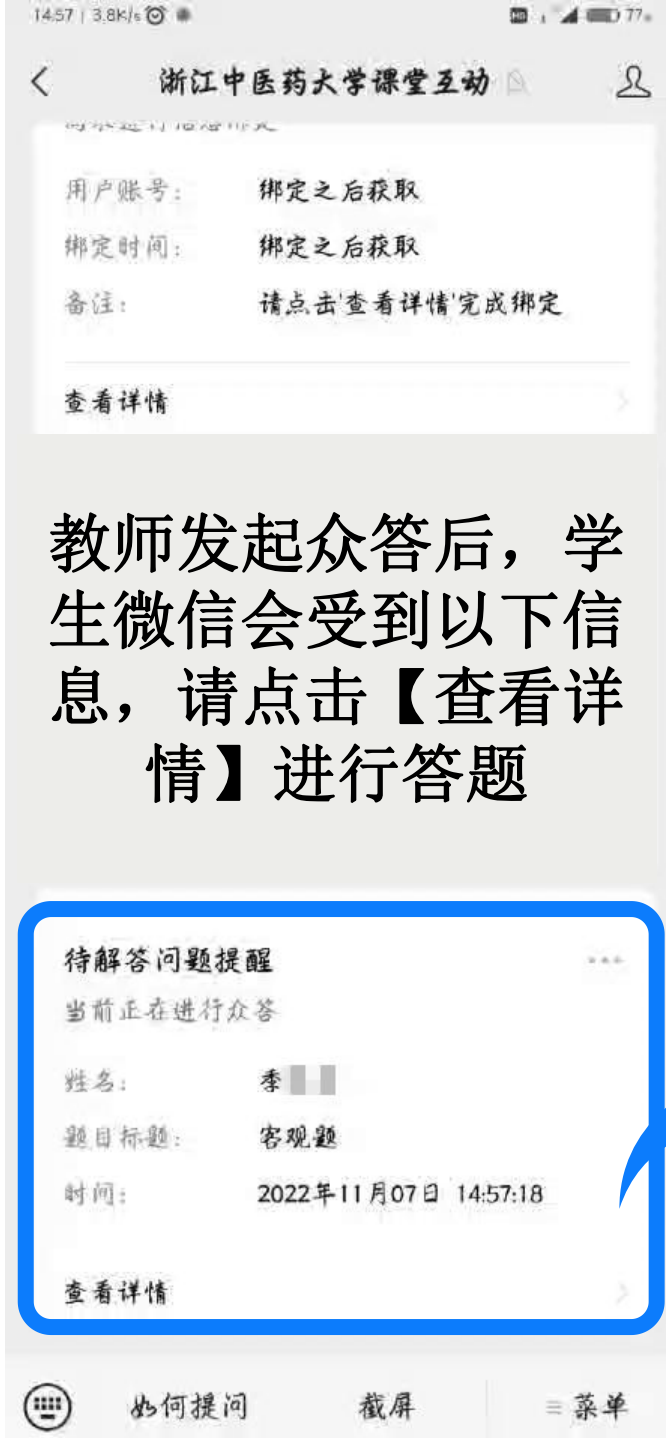 14:57 | 3.8K/s
HD 77
浙江中医药大学课堂互动
用户账号: 绑定之后获取
绑定时间: 绑定之后获取
备注: 请点击'查看详情'完成绑定
查看详情
教师发起众答后，学
生微信会受到以下信
息，请点击【查看详
情】进行答题
待解答问题提醒
当前正在进行众答
姓名: 季
题目标题: 客观题
时间: 2022年11月07日 14:57:18
查看详情
如何提问 截屏 菜单